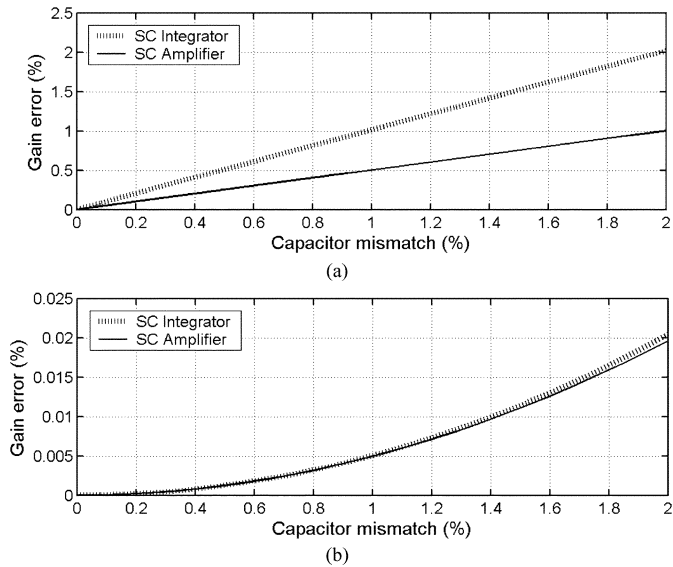 2.5
2
1.5
1
0.5
0
SC Integrator
SC Amplifier
Gain error (%)
0 0.2 0.4 0.6 0.8 1 1.2 1.4 1.6 1.8 2
Capacitor mismatch (%)
(a)
0.025
0.02
0.015
0.01
0.005
0
SC Integrator
SC Amplifier
Gain error (%)
0 0.2 0.4 0.6 0.8 1 1.2 1.4 1.6 1.8 2
Capacitor mismatch (%)
(b)